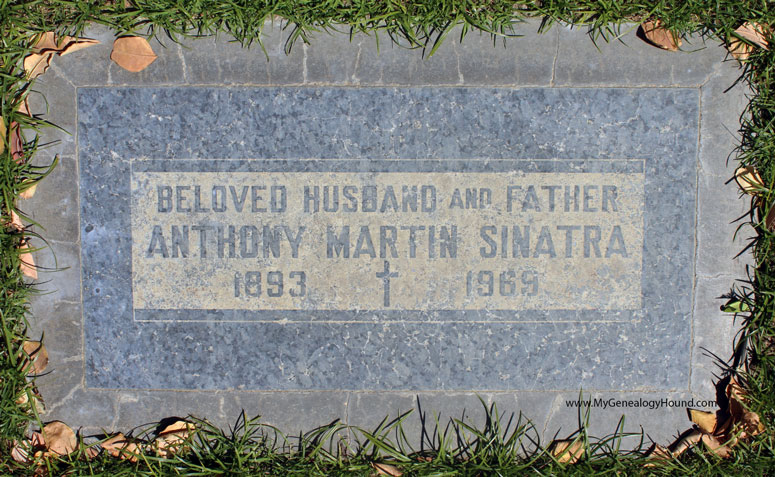 BELOVED HUSBAND AND FATHER
ANTHONY MARTIN SINATRA
1893 1969
www.MyGenealogyHound.com